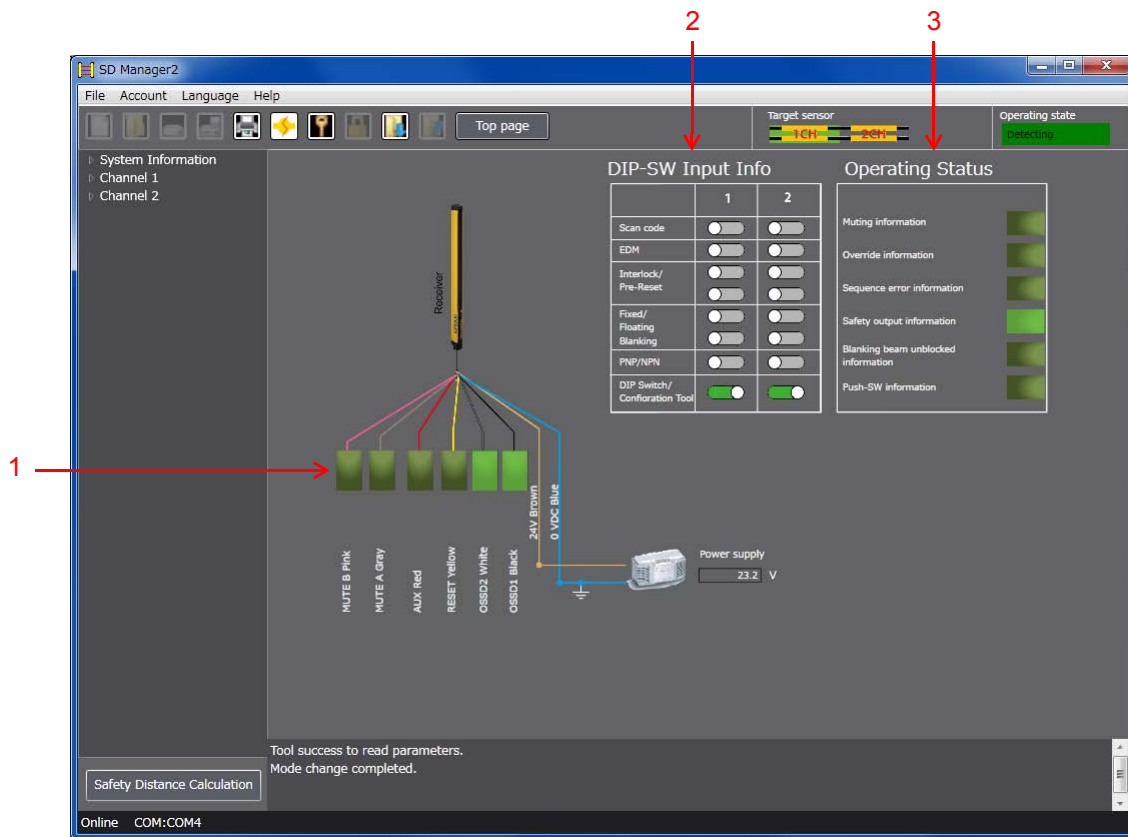 2
3
SD Manager2
File Account Language Help
Top page
Target sensor
1CH 2CH
Operating state
Detecting
System Information
Channel 1
Channel 2
DIP-SW Input Info
1 2
Scan code
EDM
Interlock/
Pre-Reset
Fixed/
Floating
Blanking
PNP/NPN
DIP Switch/
Confioration Tool
Operating Status
Muting information
Override information
Sequence error information
Safety output information
Blanking beam unblocked
information
Push-SW information
Receiver
1
MUTE B Pink
MUTE A Gray
AUX Red
RESET Yellow
OSSD2 White
OSSD1 Black
24V Brown
0 VDC Blue
Power supply
23.2 V
Tool success to read parameters.
Mode change completed.
Safety Distance Calculation
Online COM:COM4